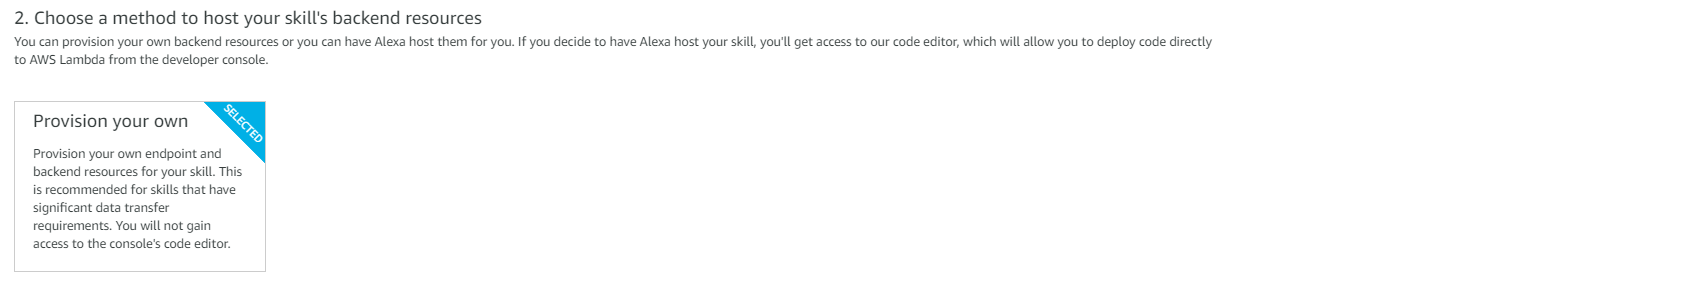 2. Choose a method to host your skill's backend resources
You can provision your own backend resources or you can have Alexa host them for you. If you decide to have Alexa host your skill, you'll get access to our code editor, which will allow you to deploy code directly
to AWS Lambda from the developer console.
Provision your own
SELECTED
Provision your own endpoint and
backend resources for your skill. This
is recommended for skills that have
significant data transfer
requirements. You will not gain
access to the console's code editor.